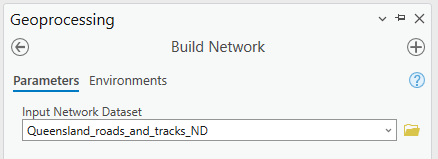 Geoprocessing
Build Network
Parameters Environments
Input Network Dataset
Queensland_roads_and_tracks_ND